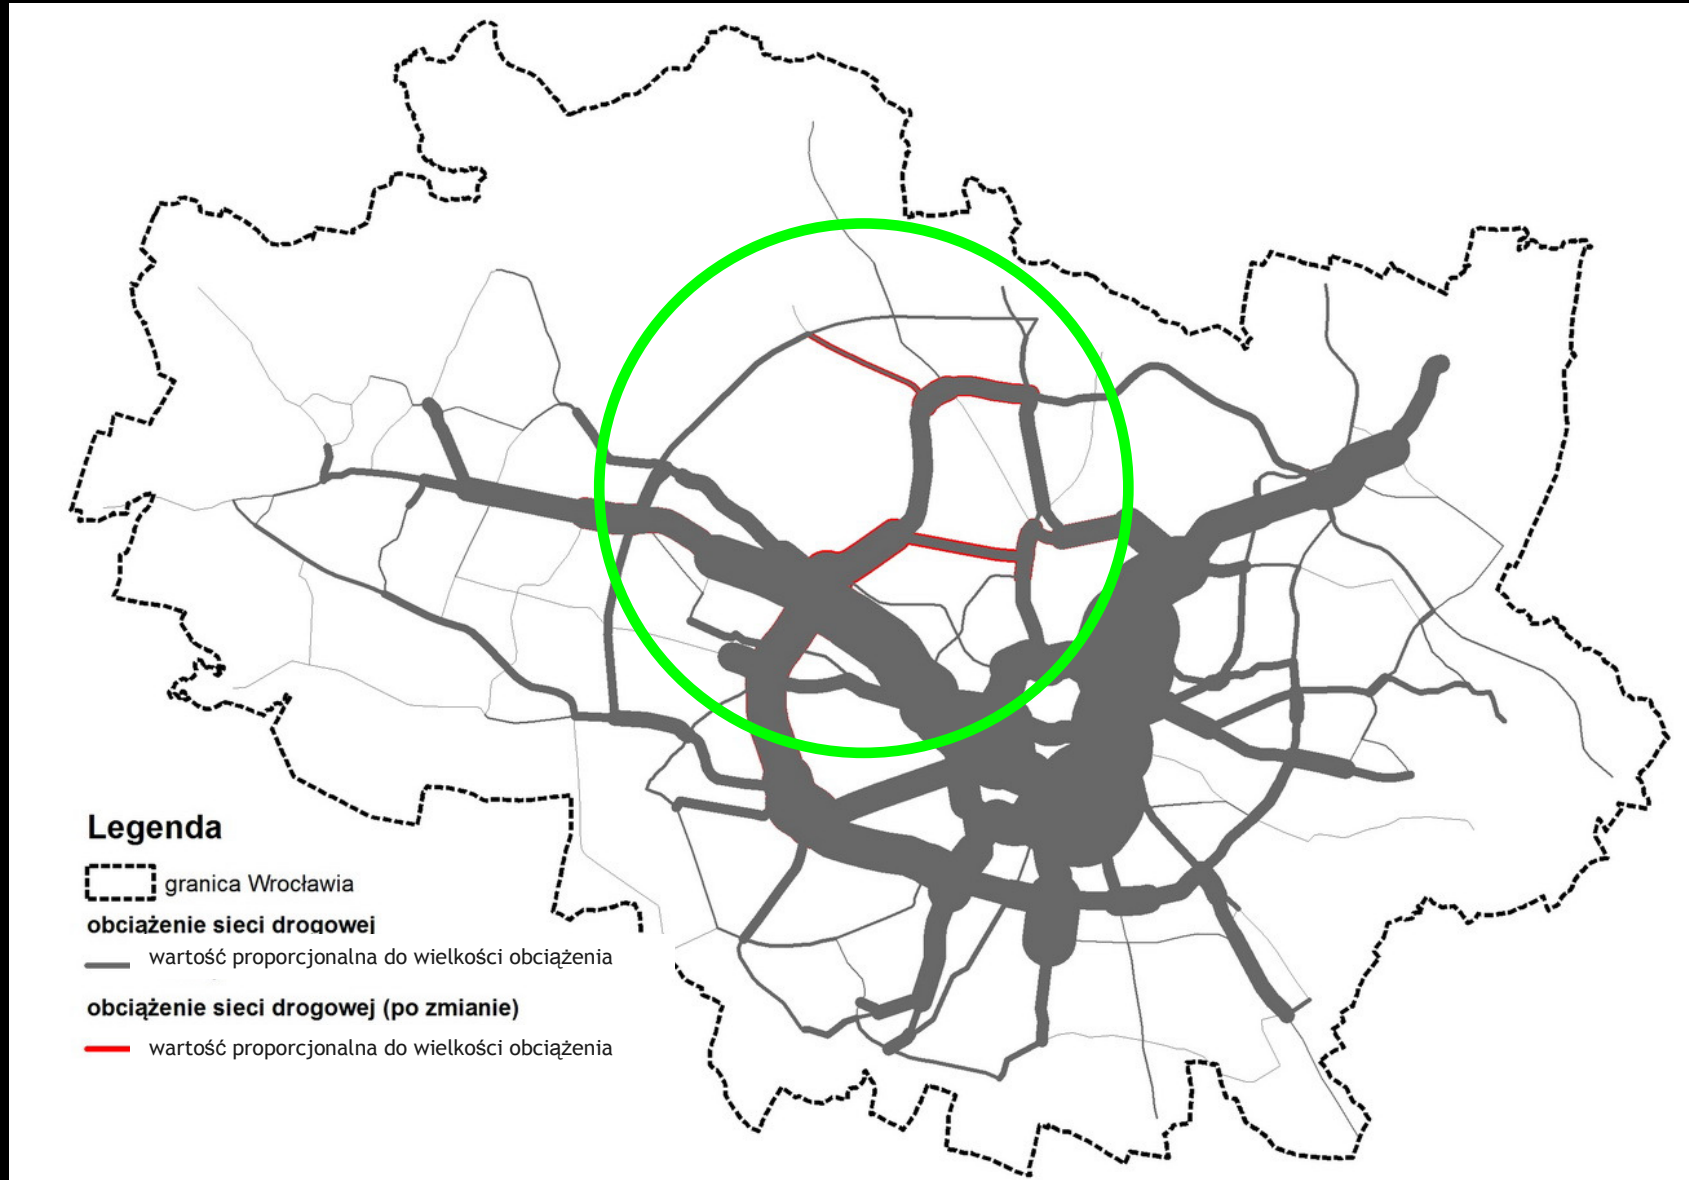 Legenda
granica Wrocławia
obciążenie sieci drogowej
wartość proporcjonalna do wielkości obciążenia
obciążenie sieci drogowej (po zmianie)
wartość proporcjonalna do wielkości obciążenia